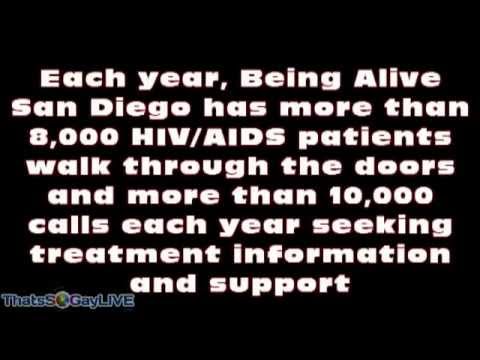 Each year, Being Alive
San Diego has more than
8,000 HIV/AIDS patients
walk through the doors
and more than 10,000
calls each year seeking
treatment information
and support
ThatsSOGayLIVE